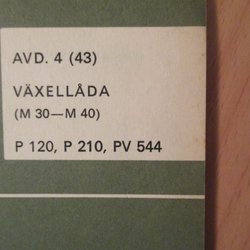 AVD. 4 (43)
VÄXELLÅDA
(M 30—M 40)
P 120, P 210, PV 544